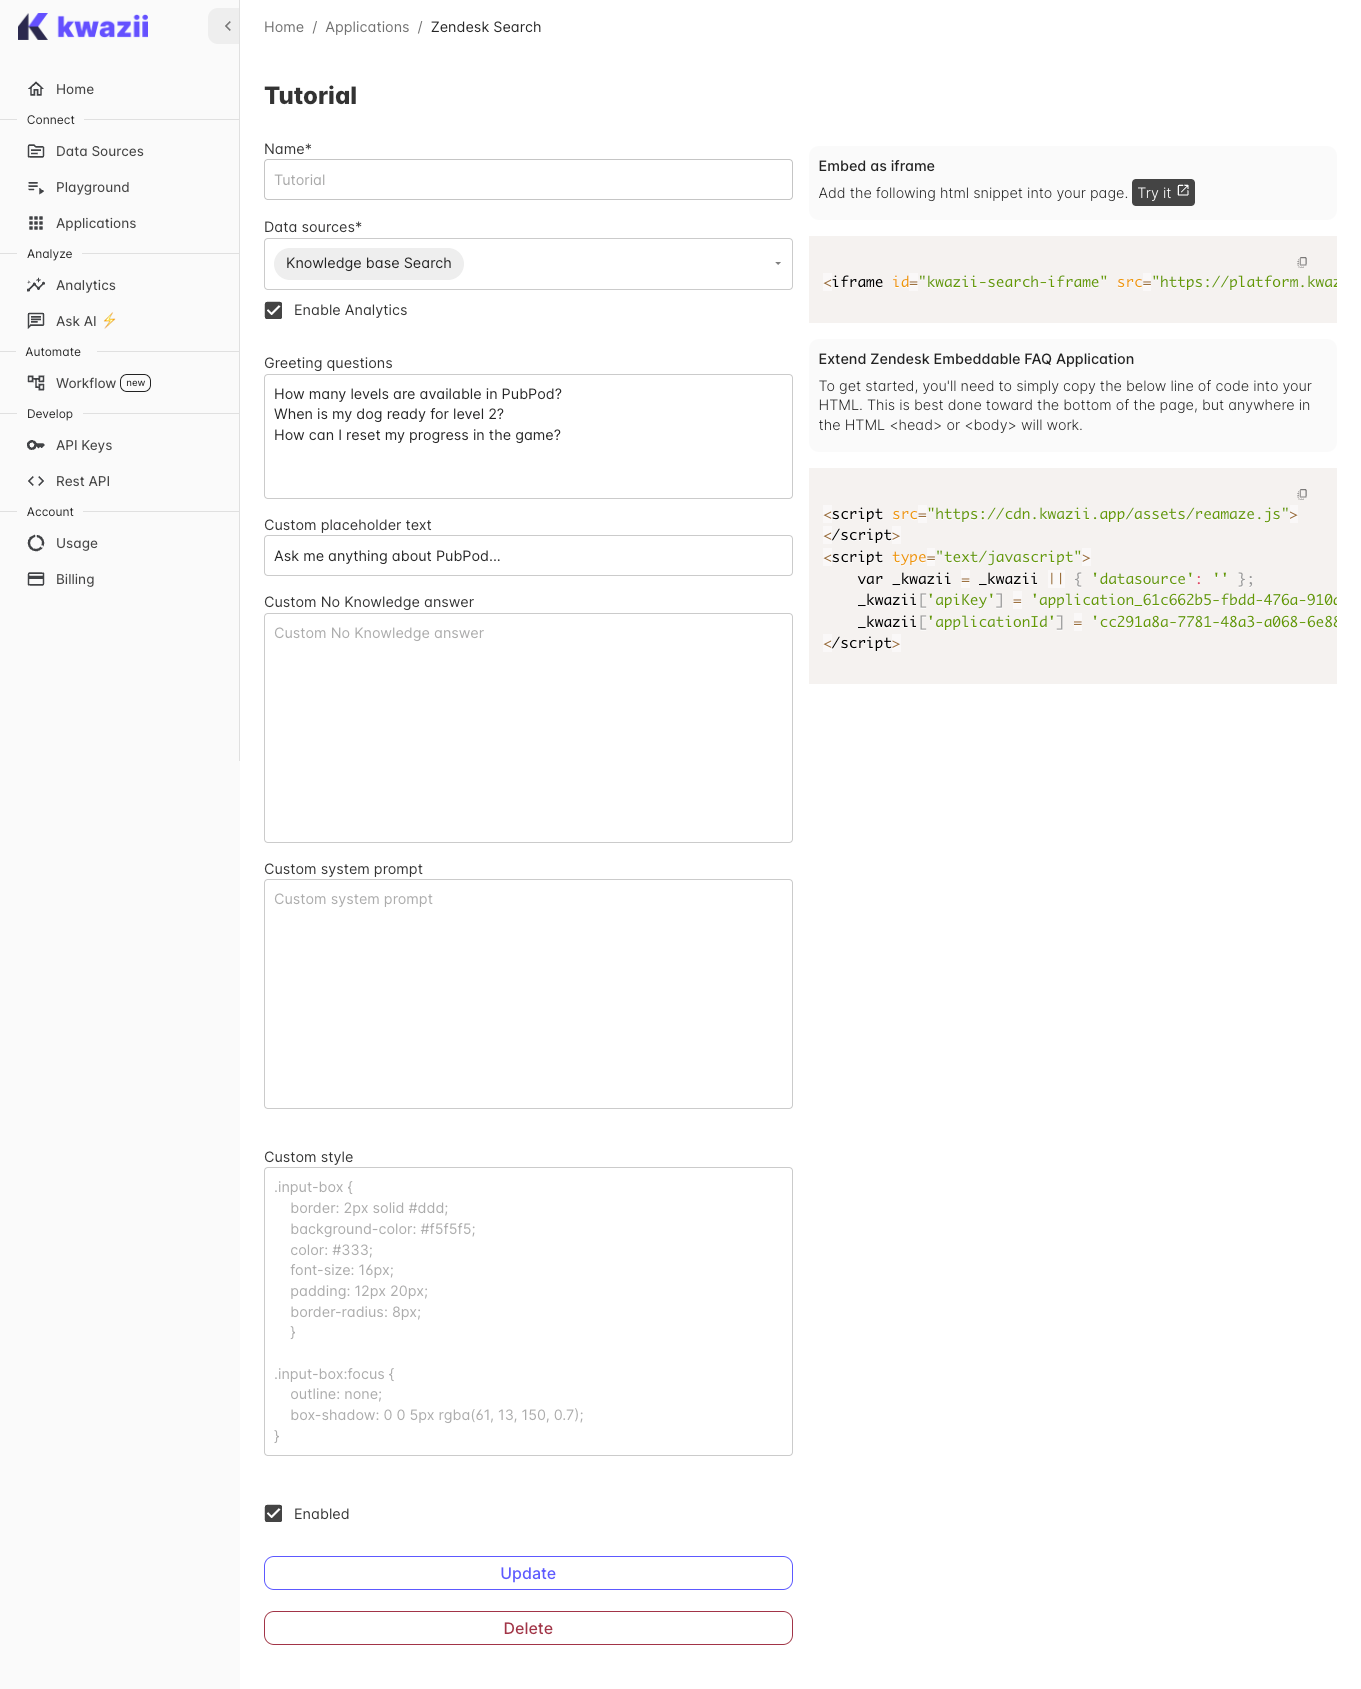 kwazii
Home
Connect
Data Sources
Playground
Applications
Analyze
Analytics
Ask AI ⚡
Automate
Workflow new
Develop
API Keys
Rest API
Account
Usage
Billing
Home / Applications / Zendesk Search
Tutorial
Name*
Tutorial
Data sources*
Knowledge base Search
Enable Analytics
Greeting questions
How many levels are available in PubPod?
When is my dog ready for level 2?
How can I reset my progress in the game?
Custom placeholder text
Ask me anything about PubPod...
Custom No Knowledge answer
Custom No Knowledge answer
Custom system prompt
Custom system prompt
Custom style
.input-box {
border: 2px solid #ddd;
background-color: #f5f5f5;
color: #333;
font-size: 16px;
padding: 12px 20px;
border-radius: 8px;
}
.input-box:focus {
outline: none;
box-shadow: 0 0 5px rgba(61, 13, 150, 0.7);
}
Enabled
Update
Delete
Embed as iframe
Add the following html snippet into your page. Try it
<iframe id="kwazii-search-iframe" src="https://platform.kwaz
Extend Zendesk Embeddable FAQ Application
To get started, you'll need to simply copy the below line of code into your
HTML. This is best done toward the bottom of the page, but anywhere in
the HTML <head> or <body> will work.
<script src="https://cdn.kwazii.app/assets/reamaze.js">
</script>
<script type="text/javascript">
var _kwazii = _kwazii || { 'datasource': '' };
_kwazii['apiKey'] = 'application_61c662b5-fbdd-476a-910
_kwazii['applicationId'] = 'cc291a8a-7781-48a3-a068-6e88
</script>